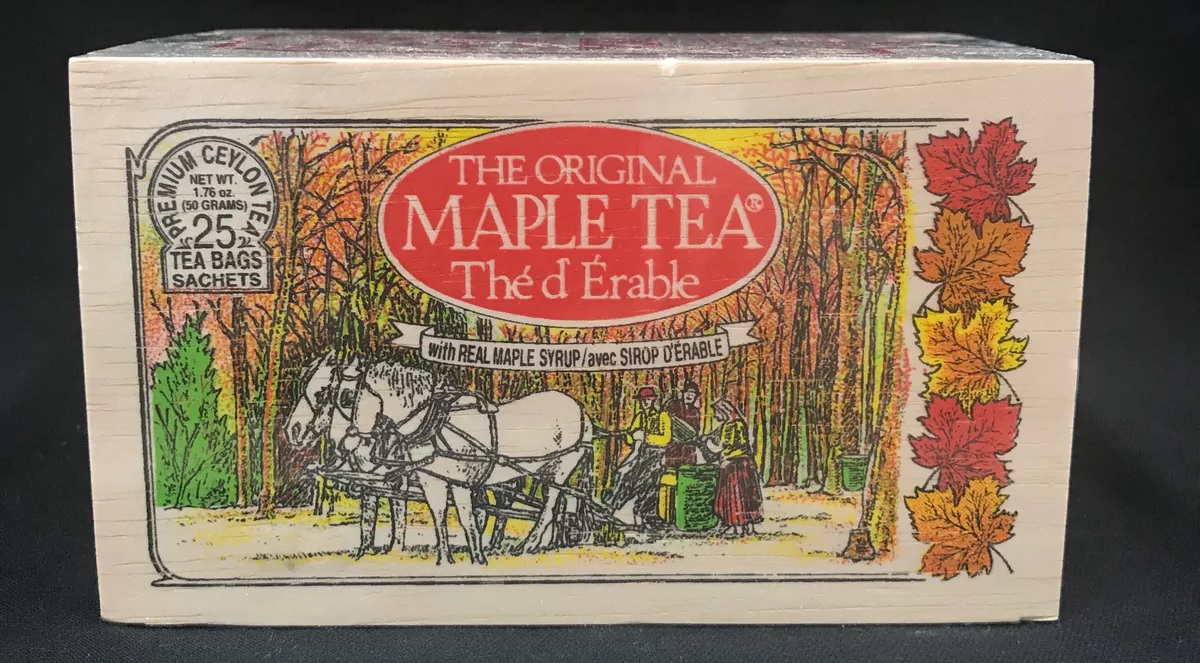 PREMIUM CEYLON TEA
NET WT.
1.76 oz.
(50 GRAMS)
25
TEA BAGS
SACHETS
THE ORIGINAL
MAPLE TEA®
Thé d'Érable
with REAL MAPLE SYRUP/avec SIROP D'ÉRABLE